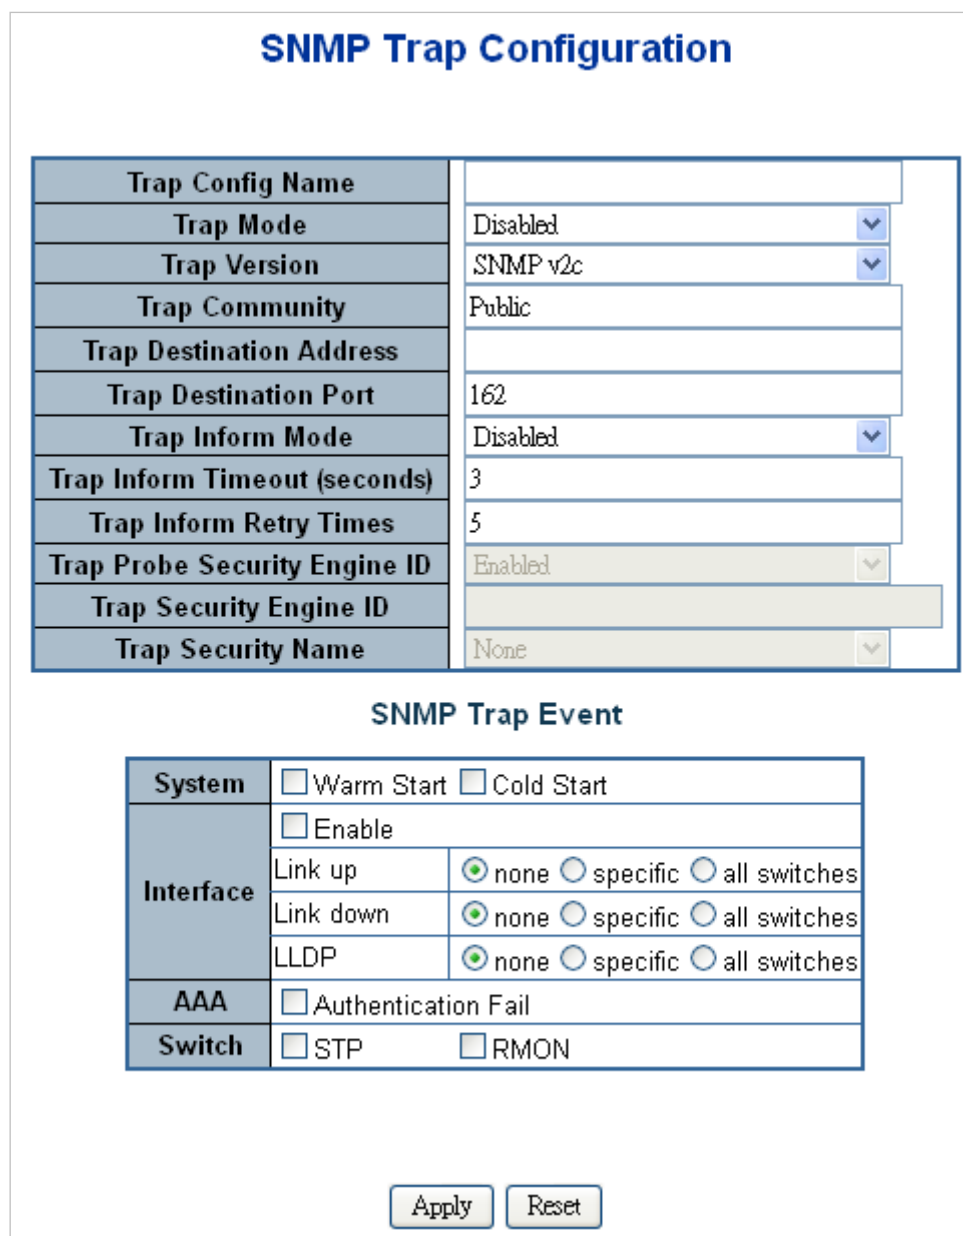 SNMP Trap Configuration
Trap Config Name
Trap Mode Disabled
Trap Version SNMP v2c
Trap Community Public
Trap Destination Address
Trap Destination Port 162
Trap Inform Mode Disabled
Trap Inform Timeout (seconds) 3
Trap Inform Retry Times 5
Trap Probe Security Engine ID Enabled
Trap Security Engine ID
Trap Security Name None
SNMP Trap Event
System Warm Start Cold Start
Interface Enable
Link up none specific all switches
Link down none specific all switches
LLDP none specific all switches
AAA Authentication Fail
Switch STP RMON
Apply Reset